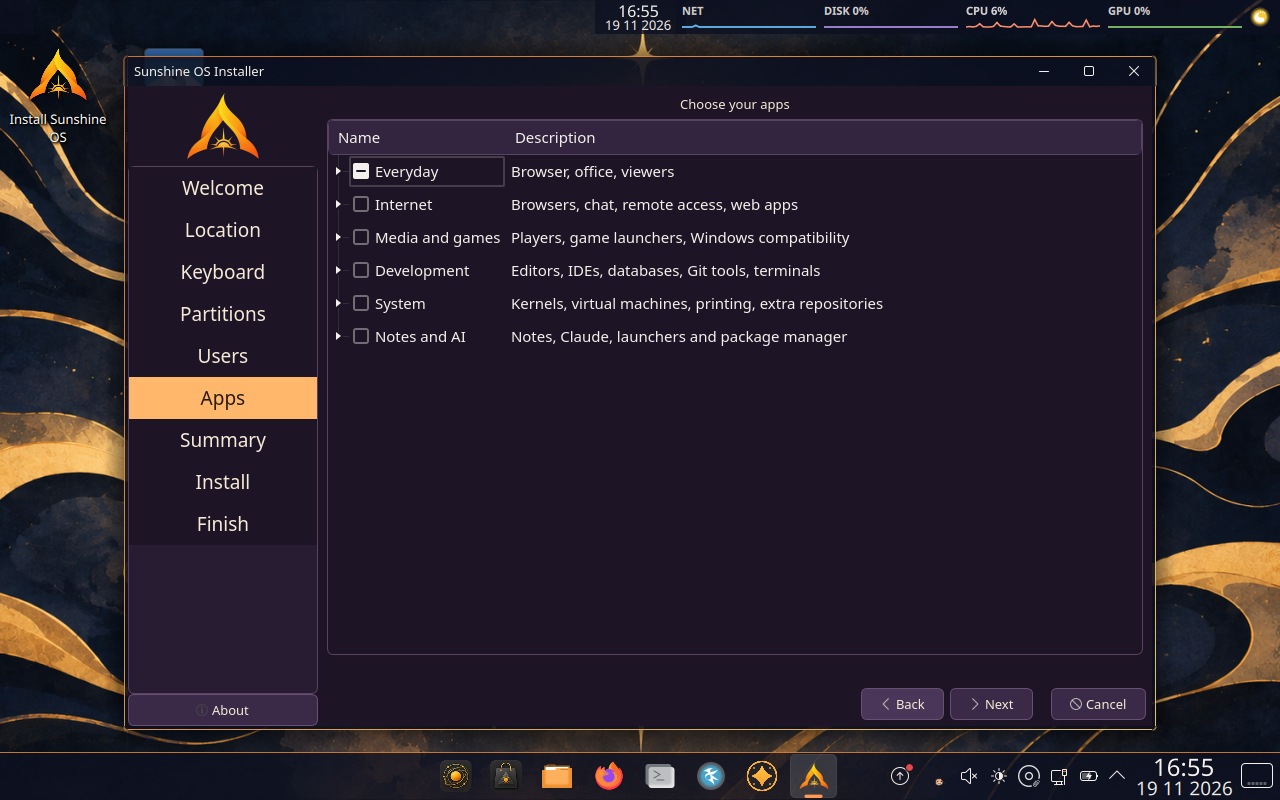 16:55
19 11 2026
NET
DISK 0%
CPU 6%
GPU 0%
Install Sunshine
OS
Sunshine OS Installer
Choose your apps
Name Description
Everyday Browser, office, viewers
Internet Browsers, chat, remote access, web apps
Media and games Players, game launchers, Windows compatibility
Development Editors, IDEs, databases, Git tools, terminals
System Kernels, virtual machines, printing, extra repositories
Notes and AI Notes, Claude, launchers and package manager
Welcome
Location
Keyboard
Partitions
Users
Apps
Summary
Install
Finish
About
Back
Next
Cancel
16:55
19 11 2026